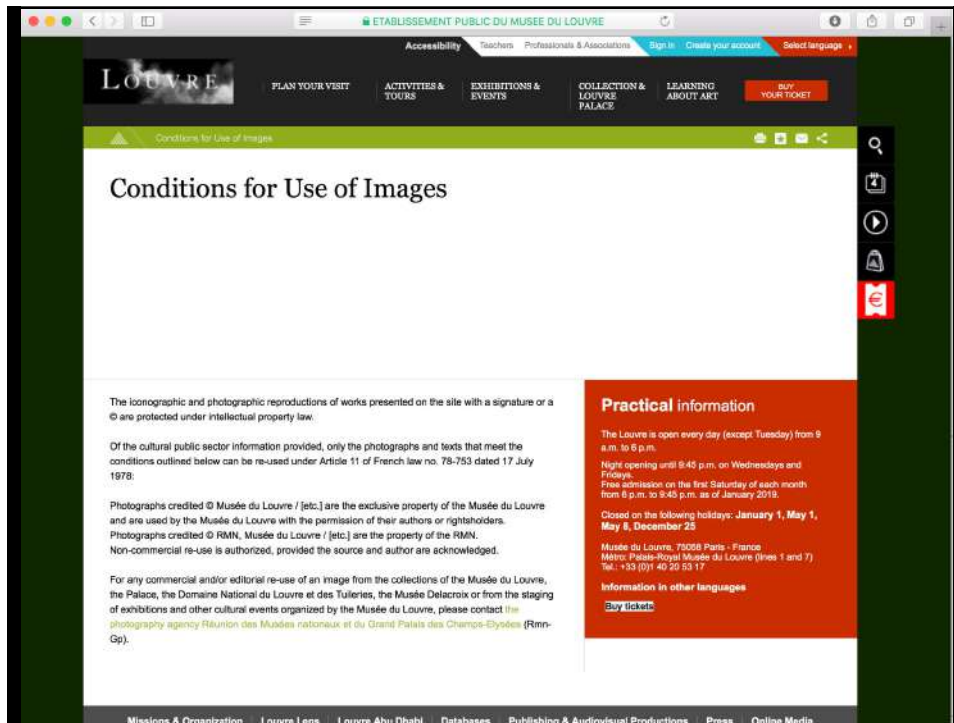 ETABLISSEMENT PUBLIC DU MUSEE DU LOUVRE
Accessibility Teachers Professionals & Associations Sign in Create your account Select language
LOUVRE
PLAN YOUR VISIT
ACTIVITIES &
TOURS
EXHIBITIONS &
EVENTS
COLLECTION &
LOUVRE
PALACE
LEARNING
ABOUT ART
BUY
YOUR TICKET
Conditions for Use of Images
4
€
Conditions for Use of Images
The iconographic and photographic reproductions of works presented on the site with a signature or a
© are protected under intellectual property law.
Of the cultural public sector information provided, only the photographs and texts that meet the
conditions outlined below can be re-used under Article 11 of French law no. 78-753 dated 17 July
1978:
Photographs credited © Musée du Louvre / [etc.] are the exclusive property of the Musée du Louvre
and are used by the Musée du Louvre with the permission of their authors or rightsholders.
Photographs credited © RMN, Musée du Louvre / [etc.] are the property of the RMN.
Non-commercial re-use is authorized, provided the source and author are acknowledged.
For any commercial and/or editorial re-use of an image from the collections of the Musée du Louvre,
the Palace, the Domaine National du Louvre et des Tuileries, the Musée Delacroix or from the staging
of exhibitions and other cultural events organized by the Musée du Louvre, please contact the
photography agency Réunion des Musées nationaux et du Grand Palais des Champs-Elysées (Rmn-
Gp).
Practical information
The Louvre is open every day (except Tuesday) from 9
a.m. to 6 p.m.
Night opening until 9:45 p.m. on Wednesdays and
Fridays.
Free admission on the first Saturday of each month
from 6 p.m. to 9:45 p.m. as of January 2019.
Closed on the following holidays: January 1, May 1,
May 8, December 25
Musée du Louvre, 75058 Paris - France
Métro: Palais-Royal Musée du Louvre (lines 1 and 7)
Tel.: +33 (0)1 40 20 53 17
Information in other languages
Buy tickets
Missions & Organization Louvre Lens Louvre Abu Dhabi Databases Publishing & Audiovisual Productions Press Online Media